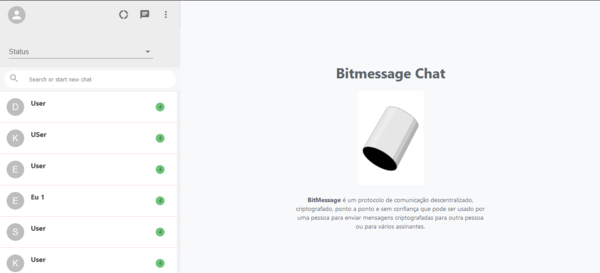 Status
Search or start new chat
D
User
4
K
USer
4
E
User
4
E
Eu 1
4
S
User
4
K
User
4
Bitmessage Chat
BitMessage é um protocolo de comunicação descentralizado,
criptografado, ponto a ponto e sem confiança que pode ser usado por
uma pessoa para enviar mensagens criptografadas para outra pessoa
ou para vários assinantes.